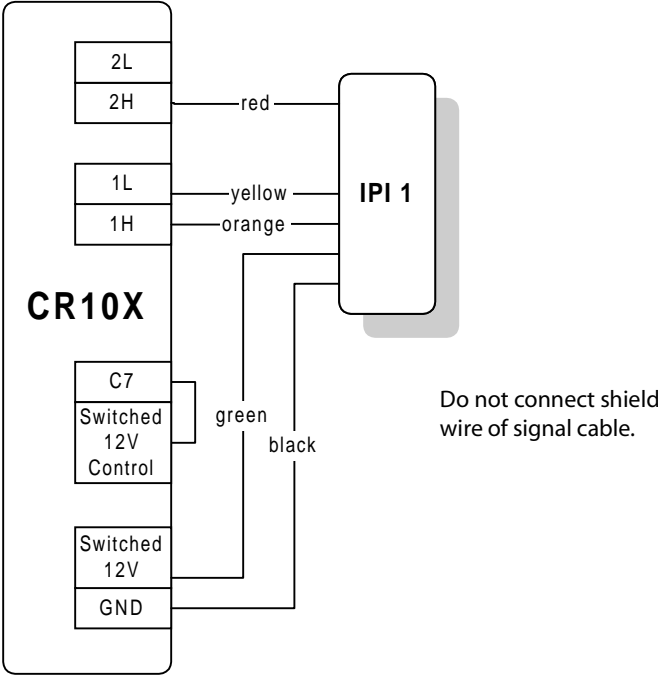 2L
2H
red
1L
yellow
IPI 1
1H
orange
CR10X
C7
Switched
12V
Control
green
black
Do not connect shield
wire of signal cable.
Switched
12V
GND